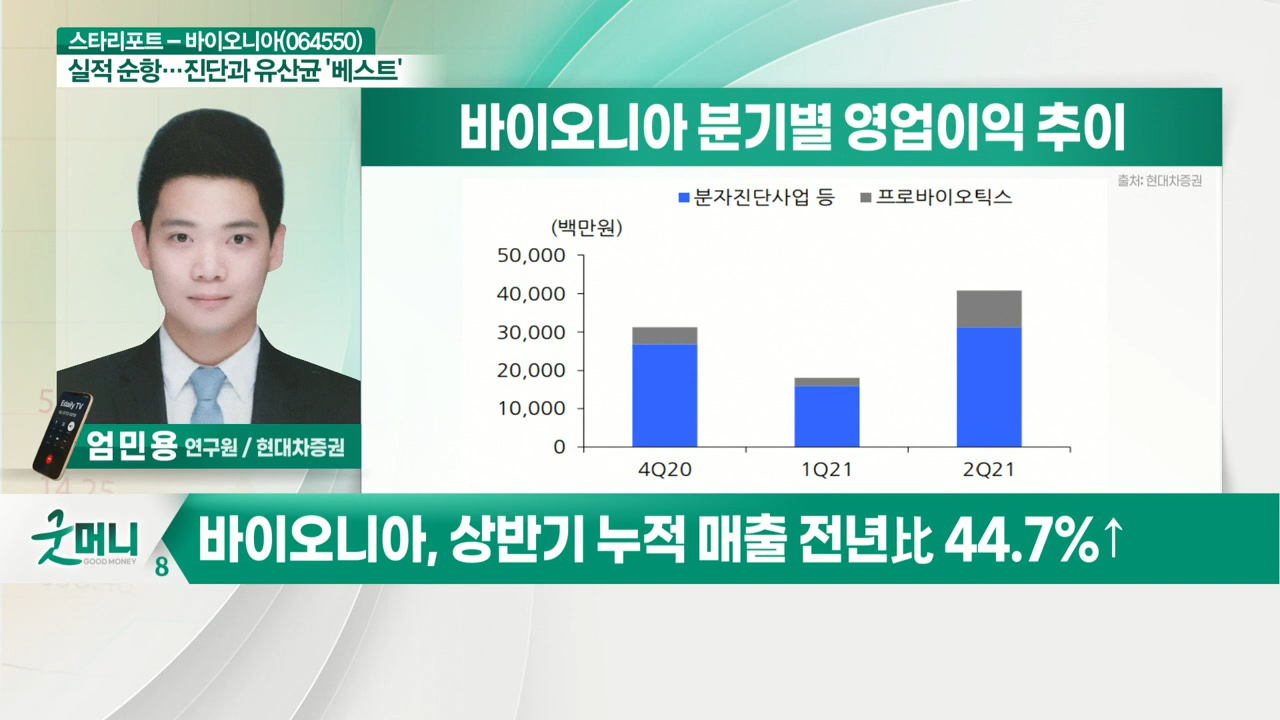 스타리포트 – 바이오니아(064550)
실적 순항…진단과 유산균 '베스트'
바이오니아 분기별 영업이익 추이
출처: 현대차증권
분자진단사업 등 프로바이오틱스
(백만원)
50,000
40,000
30,000
20,000
10,000
0
4Q20 1Q21 2Q21
Edaily TV
엄민용 연구원 / 현대차증권
14.25
굿머니
GOOD MONEY
8
바이오니아, 상반기 누적 매출 전년比 44.7%↑